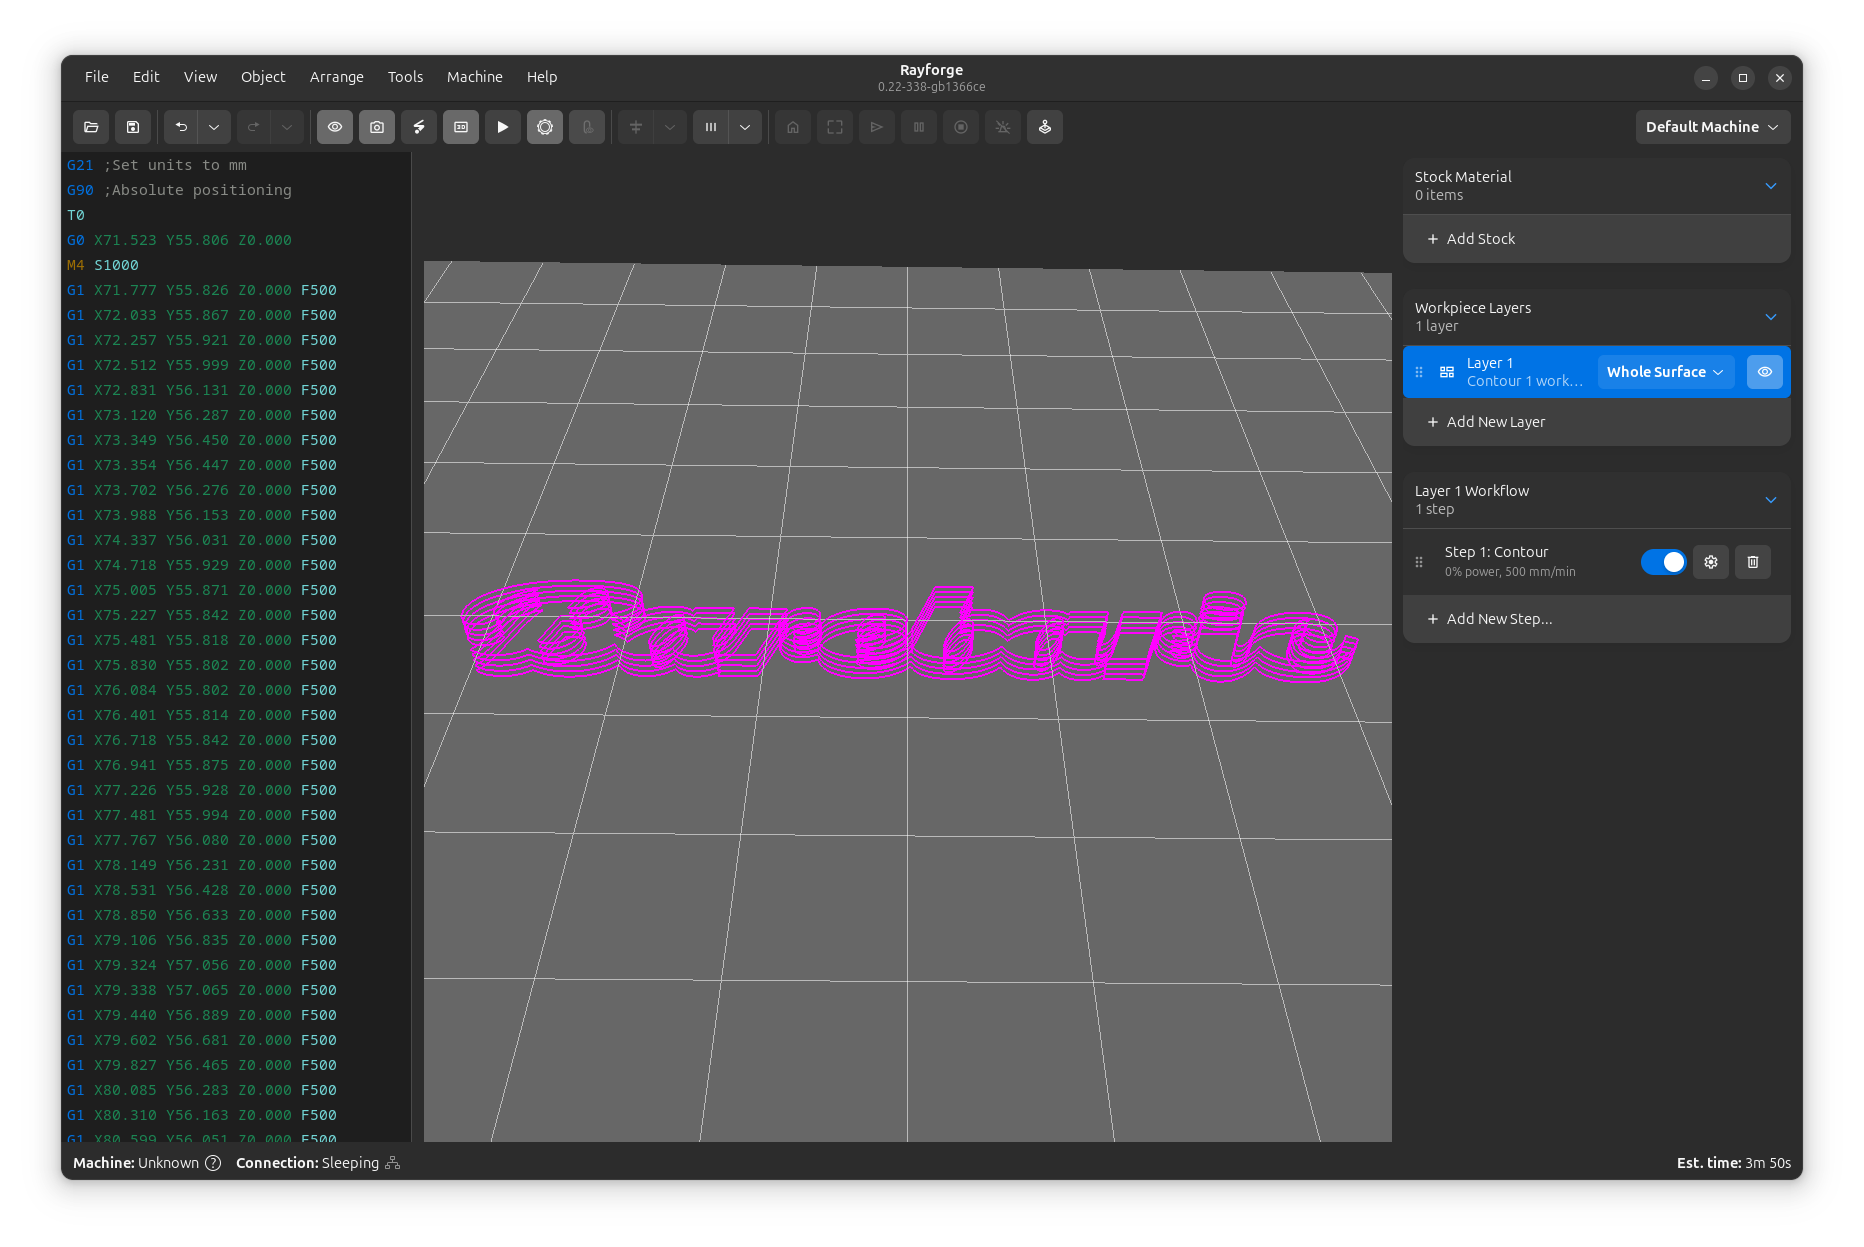 Rayforge
0.22-338-gb1366ce
File Edit View Object Arrange Tools Machine Help
Default Machine
G21 ;Set units to mm
G90 ;Absolute positioning
T0
G0 X71.523 Y55.806 Z0.000
M4 S1000
G1 X71.777 Y55.826 Z0.000 F500
G1 X72.033 Y55.867 Z0.000 F500
G1 X72.257 Y55.921 Z0.000 F500
G1 X72.512 Y55.999 Z0.000 F500
G1 X72.831 Y56.131 Z0.000 F500
G1 X73.120 Y56.287 Z0.000 F500
G1 X73.349 Y56.450 Z0.000 F500
G1 X73.354 Y56.447 Z0.000 F500
G1 X73.702 Y56.276 Z0.000 F500
G1 X73.988 Y56.153 Z0.000 F500
G1 X74.337 Y56.031 Z0.000 F500
G1 X74.718 Y55.929 Z0.000 F500
G1 X75.005 Y55.871 Z0.000 F500
G1 X75.227 Y55.842 Z0.000 F500
G1 X75.481 Y55.818 Z0.000 F500
G1 X75.830 Y55.802 Z0.000 F500
G1 X76.084 Y55.802 Z0.000 F500
G1 X76.401 Y55.814 Z0.000 F500
G1 X76.718 Y55.842 Z0.000 F500
G1 X76.941 Y55.875 Z0.000 F500
G1 X77.226 Y55.928 Z0.000 F500
G1 X77.481 Y55.994 Z0.000 F500
G1 X77.767 Y56.080 Z0.000 F500
G1 X78.149 Y56.231 Z0.000 F500
G1 X78.531 Y56.428 Z0.000 F500
G1 X78.850 Y56.633 Z0.000 F500
G1 X79.106 Y56.835 Z0.000 F500
G1 X79.324 Y57.056 Z0.000 F500
G1 X79.338 Y57.065 Z0.000 F500
G1 X79.440 Y56.889 Z0.000 F500
G1 X79.602 Y56.681 Z0.000 F500
G1 X79.827 Y56.465 Z0.000 F500
G1 X80.085 Y56.283 Z0.000 F500
G1 X80.310 Y56.163 Z0.000 F500
G1 X80.599 Y56.051 Z0.000 F500
Stock Material
0 items
Add Stock
Workpiece Layers
1 layer
Layer 1
Contour 1 work...
Whole Surface
Add New Layer
Layer 1 Workflow
1 step
Step 1: Contour
0% power, 500 mm/min
Add New Step...
Machine: Unknown Connection: Sleeping
Est. time: 3m 50s